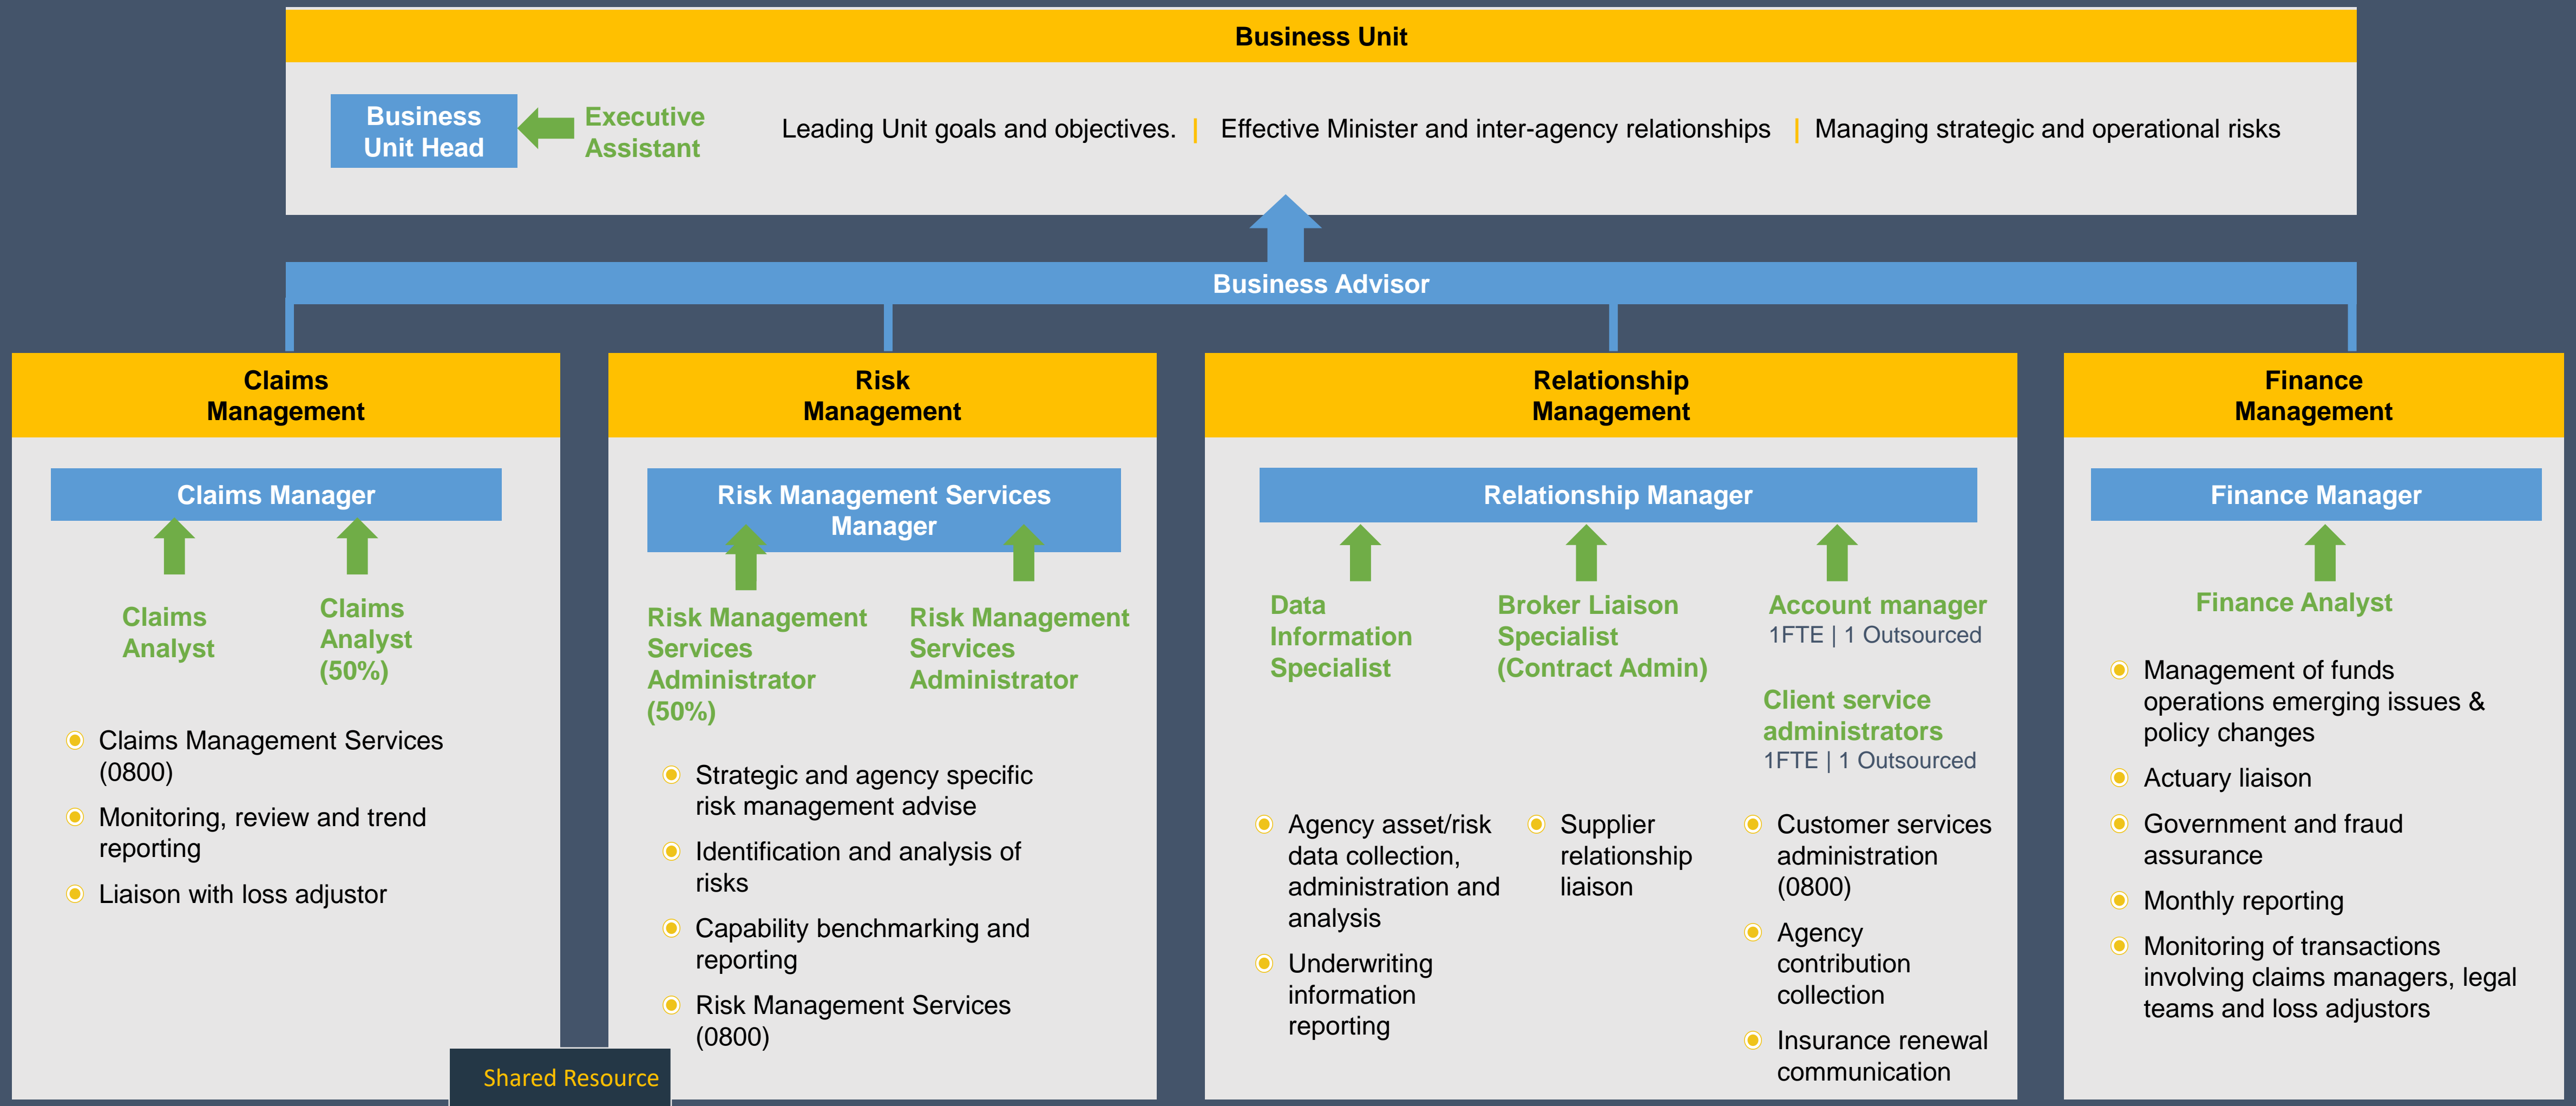 Business Unit
Business
Unit Head
Executive
Assistant
Leading Unit goals and objectives. | Effective Minister and inter-agency relationships | Managing strategic and operational risks
Business Advisor
Claims
Management
Claims Manager
Claims
Analyst
Claims
Analyst
(50%)
Claims Management Services
(0800)
Monitoring, review and trend
reporting
Liaison with loss adjustor
Risk
Management
Risk Management Services
Manager
Risk Management
Services
Administrator
(50%)
Risk Management
Services
Administrator
Strategic and agency specific
risk management advise
Identification and analysis of
risks
Capability benchmarking and
reporting
Risk Management Services
(0800)
Shared Resource
Relationship
Management
Relationship Manager
Data
Information
Specialist
Broker Liaison
Specialist
(Contract Admin)
Account manager
1FTE | 1 Outsourced
Client service
administrators
1FTE | 1 Outsourced
Agency asset/risk
data collection,
administration and
analysis
Underwriting
information
reporting
Supplier
relationship
liaison
Customer services
administration
(0800)
Agency
contribution
collection
Insurance renewal
communication
Finance
Management
Finance Manager
Finance Analyst
Management of funds
operations emerging issues &
policy changes
Actuary liaison
Government and fraud
assurance
Monthly reporting
Monitoring of transactions
involving claims managers, legal
teams and loss adjustors